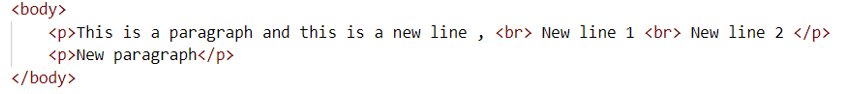 <body>
<p>This is a paragraph and this is a new line , <br> New line 1 <br> New line 2 </p>
<p>New paragraph</p>
</body>